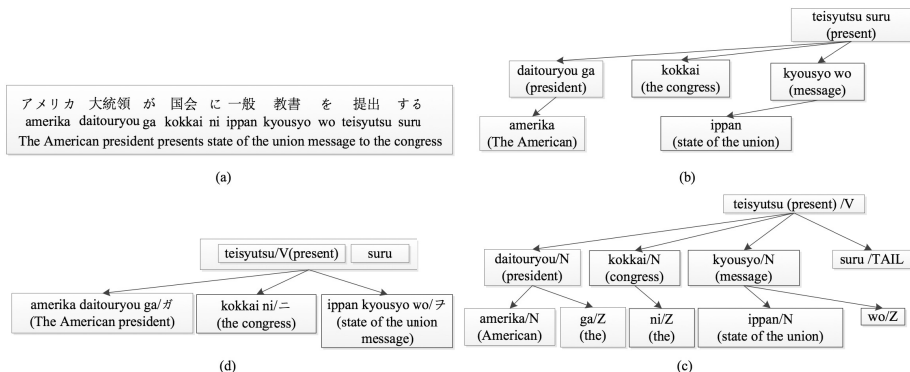 アメリカ 大統領 が 国会 に 一般 教書 を 提出 する
amerika daitouryou ga kokkai ni ippan kyousyo wo teisyutsu suru
The American president presents state of the union message to the congress
(a)
teisyutsu suru
(present)
daitouryou ga
(president)
kokkai
(the congress)
kyousyo wo
(message)
amerika
(The American)
ippan
(state of the union)
(b)
teisyutsu/V(present)
suru
amerika daitouryou ga/ガ
(The American president)
kokkai ni/ニ
(the congress)
ippan kyousyo wo/ヲ
(state of the union
message)
(d)
teisyutsu (present) /V
daitouryou/N
(president)
kokkai/N
(congress)
kyousyo/N
(message)
suru /TAIL
amerika/N
(American)
ga/Z
(the)
ni/Z
(the)
ippan/N
(state of the union)
wo/Z
(c)